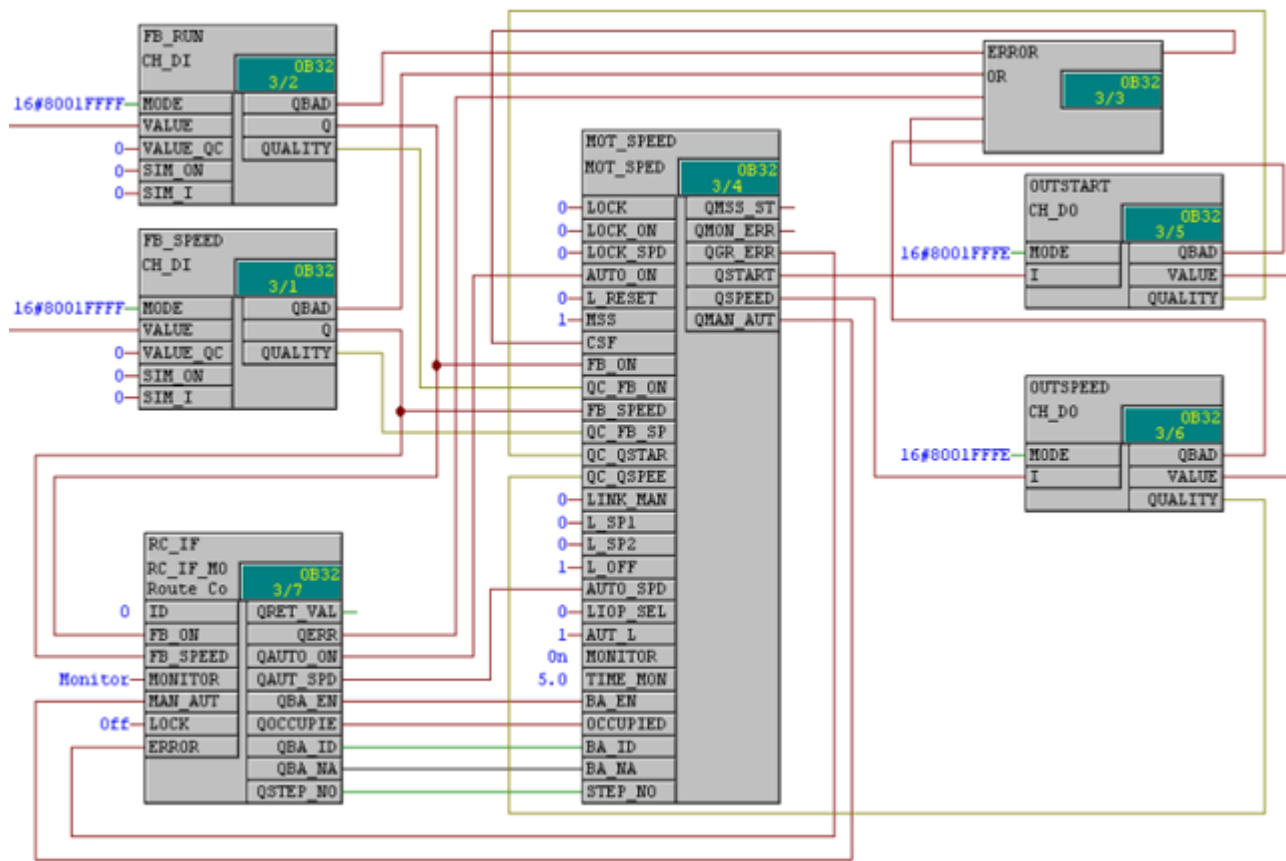 FB_RUN
CH_DI
OB32
3/2
16#8001FFFF MODE QBAD
VALUE Q
0 VALUE_QC QUALITY
0 SIM_ON
0 SIM_I
FB_SPEED
CH_DI
OB32
3/1
16#8001FFFF MODE QBAD
VALUE Q
0 VALUE_QC QUALITY
0 SIM_ON
0 SIM_I
RC_IF
RC_IF_MO
Route Co
OB32
3/7
0 ID QRET_VAL
FB_ON QERR
FB_SPEED QAUTO_ON
Monitor MONITOR QAUT_SPD
MAN_AUT QBA_EN
Off LOCK QOCCUPIE
ERROR QBA_ID
QBA_NA
QSTEP_NO
MOT_SPEED
MOT_SPED
OB32
3/4
0 LOCK QMSS_ST
0 LOCK_ON QMON_ERR
0 LOCK_SPD QGR_ERR
AUTO_ON QSTART
0 L_RESET QSPEED
1 MSS QMAN_AUT
CSF
FB_ON
QC_FB_ON
FB_SPEED
QC_FB_SP
QC_QSTAR
QC_QSPEE
0 LINK_MAN
0 L_SP1
0 L_SP2
1 L_OFF
AUTO_SPD
0 LIOP_SEL
1 AUT_L
On MONITOR
5.0 TIME_MON
BA_EN
OCCUPIED
BA_ID
BA_NA
STEP_NO
ERROR
OR
OB32
3/3
OUTSTART
CH_DO
OB32
3/5
16#8001FFFE MODE QBAD
I VALUE
QUALITY
OUTSPEED
CH_DO
OB32
3/6
16#8001FFFE MODE QBAD
I VALUE
QUALITY